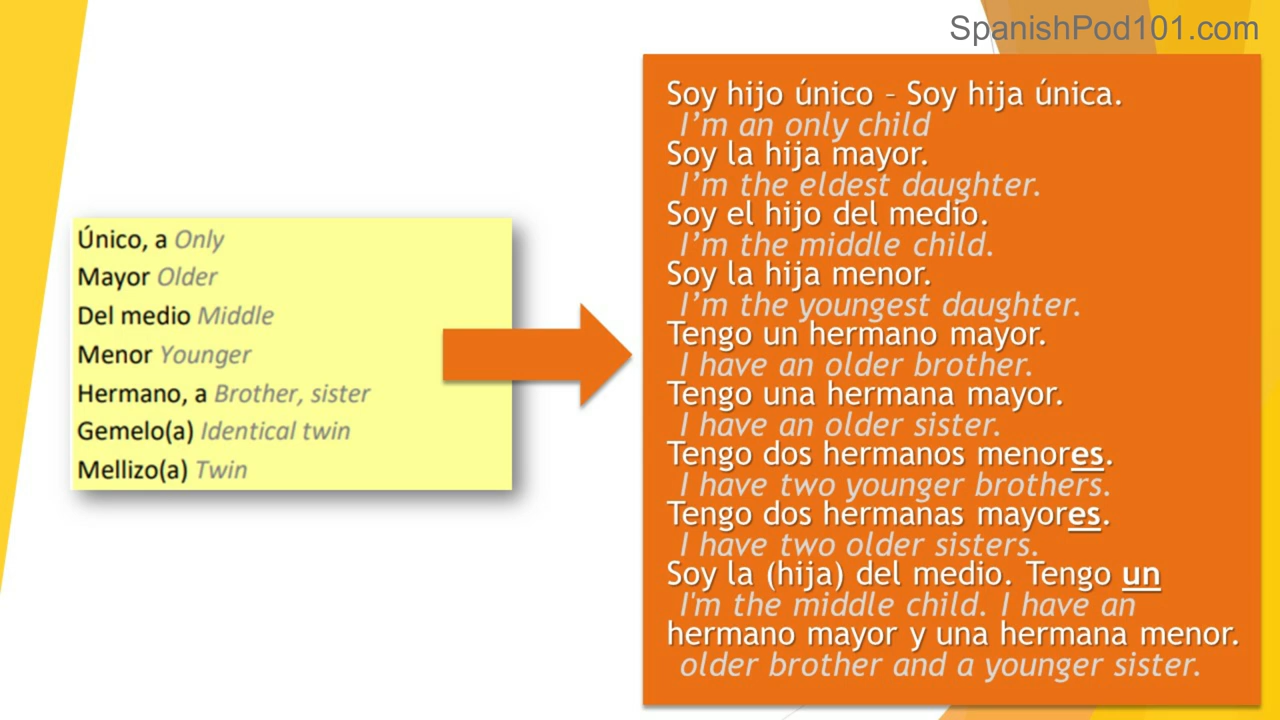 SpanishPod101.com
Único, a Only
Mayor Older
Del medio Middle
Menor Younger
Hermano, a Brother, sister
Gemelo(a) Identical twin
Mellizo(a) Twin
Soy hijo único – Soy hija única.
I’m an only child
Soy la hija mayor.
I’m the eldest daughter.
Soy el hijo del medio.
I’m the middle child.
Soy la hija menor.
I’m the youngest daughter.
Tengo un hermano mayor.
I have an older brother.
Tengo una hermana mayor.
I have an older sister.
Tengo dos hermanos menores.
I have two younger brothers.
Tengo dos hermanas mayores.
I have two older sisters.
Soy la (hija) del medio. Tengo un
I'm the middle child. I have an
hermano mayor y una hermana menor.
older brother and a younger sister.